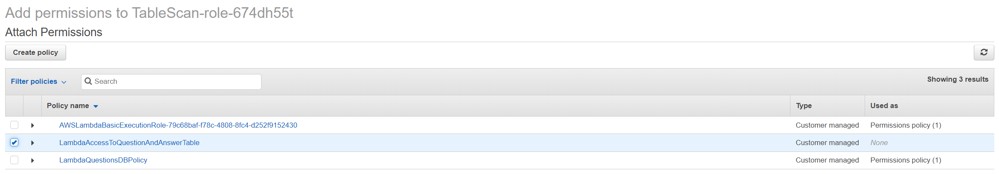 Add permissions to TableScan-role-674dh55t
Attach Permissions
Create policy
Filter policies Search Showing 3 results
Policy name Type Used as
AWSLambdaBasicExecutionRole-79c68baf-f78c-4808-8fc4-d252f9152430 Customer managed Permissions policy (1)
LambdaAccessToQuestionAndAnswerTable Customer managed None
LambdaQuestionsDBPolicy Customer managed Permissions policy (1)